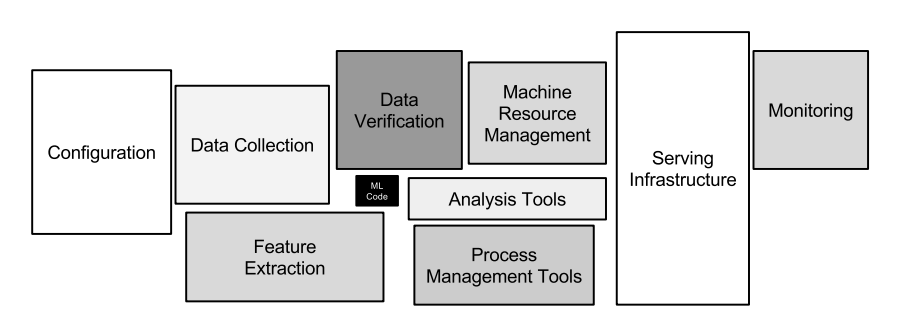 Configuration
Data Collection
Data
Verification
Machine
Resource
Management
ML
Code
Analysis Tools
Feature
Extraction
Process
Management Tools
Serving
Infrastructure
Monitoring